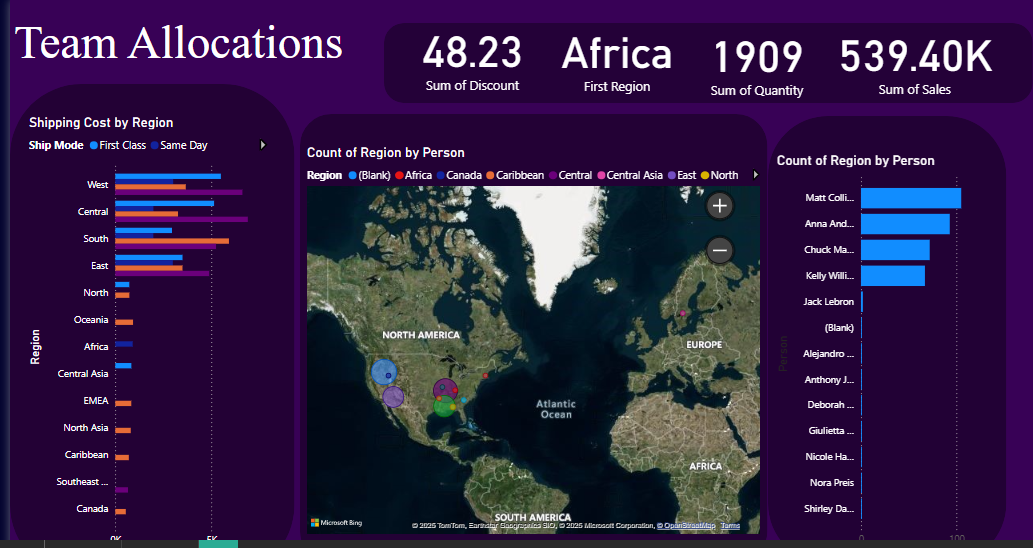 Team Allocations
48.23
Sum of Discount
Africa
First Region
1909
Sum of Quantity
539.40K
Sum of Sales
Shipping Cost by Region
Ship Mode First Class Same Day
Region
West
Central
South
East
North
Oceania
Africa
Central Asia
EMEA
North Asia
Caribbean
Southeast ...
Canada
0K 5K
Count of Region by Person
Region (Blank) Africa Canada Caribbean Central Central Asia East North
NORTH AMERICA
EUROPE
Atlantic
Ocean
AFRICA
SOUTH AMERICA
Microsoft Bing
© 2025 TomTom, Earthstar Geographics SIO, © 2025 Microsoft Corporation, © OpenStreetMap Terms
Count of Region by Person
Person
Matt Colli...
Anna And...
Chuck Ma...
Kelly Willi...
Jack Lebron
(Blank)
Alejandro ...
Anthony J...
Deborah ...
Giulietta ...
Nicole Ha...
Nora Preis
Shirley Da...
0 100